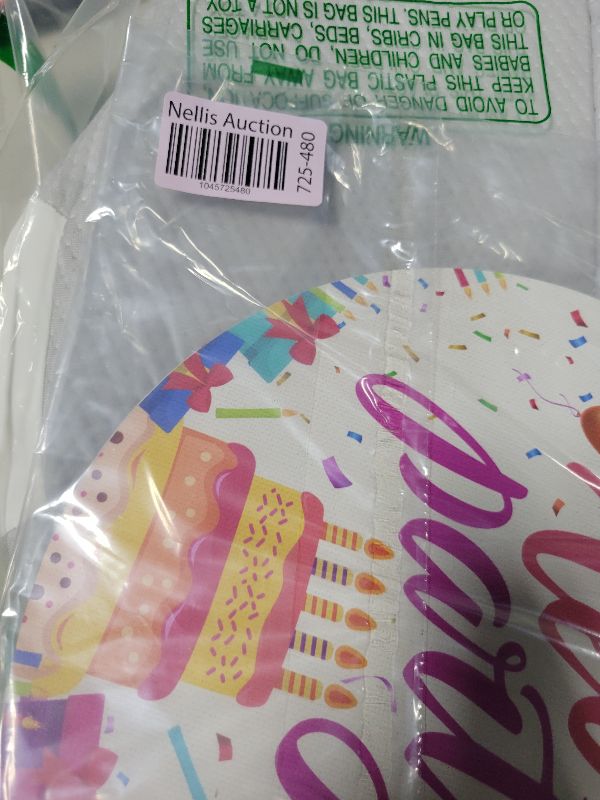 WARNING
TO AVOID DANGER OF SUFFOCATION,
KEEP THIS PLASTIC BAG AWAY FROM
BABIES AND CHILDREN, DO NOT USE
THIS BAG IN CRIBS, BEDS, CARRIAGES
OR PLAY PENS. THIS BAG IS NOT A TOY
Nellis Auction
725-480
1045725480